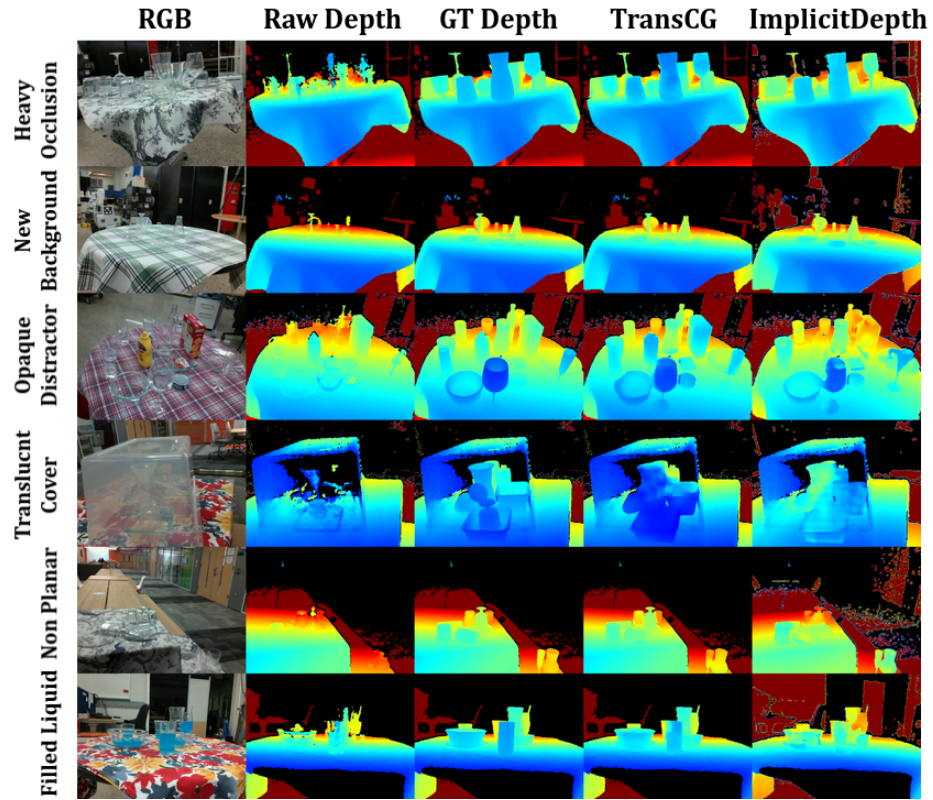 RGB
Raw Depth
GT Depth
TransCG
ImplicitDepth
Heavy
Occlusion
New
Background
Opaque
Distractor
Translucnt
Cover
Non Planar
Filled Liquid